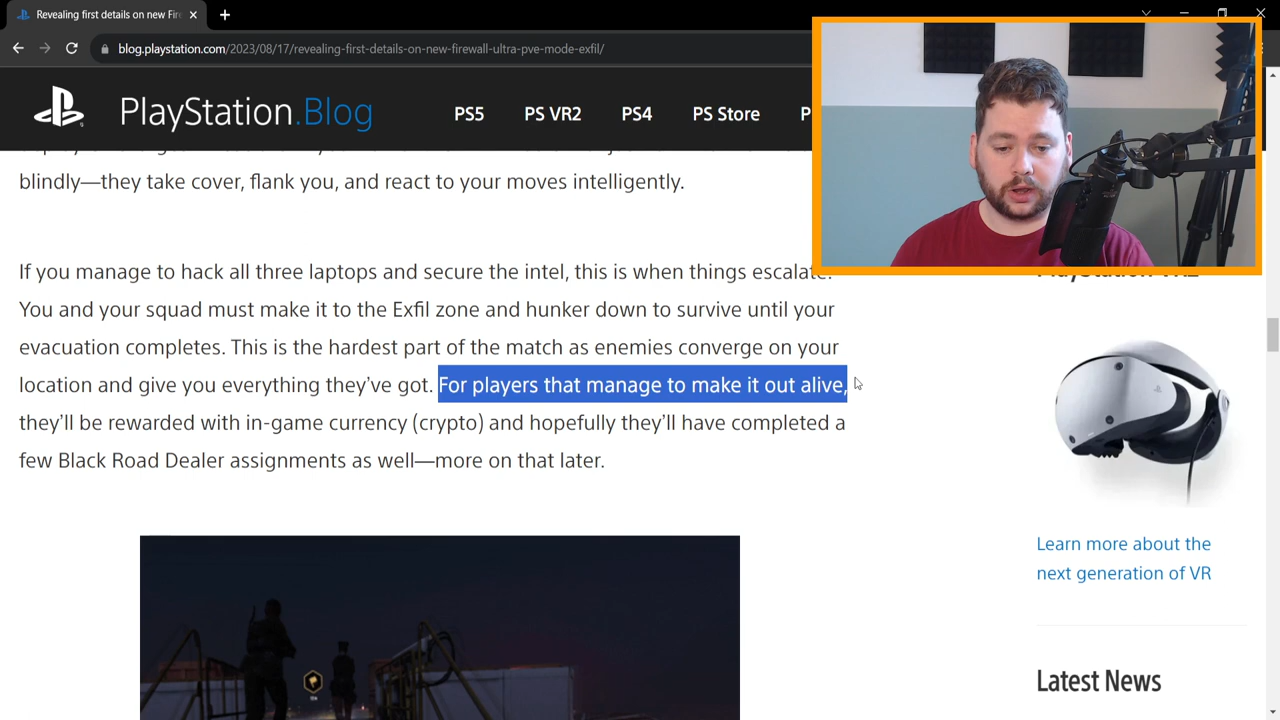 Revealing first details on new Fire
blog.playstation.com/2023/08/17/revealing-first-details-on-new-firewall-ultra-pve-mode-exfil/
PlayStation.Blog
PS5
PS VR2
PS4
PS Store
P
blindly—they take cover, flank you, and react to your moves intelligently.
If you manage to hack all three laptops and secure the intel, this is when things escalate.
You and your squad must make it to the Exfil zone and hunker down to survive until your
evacuation completes. This is the hardest part of the match as enemies converge on your
location and give you everything they’ve got. For players that manage to make it out alive,
they’ll be rewarded with in-game currency (crypto) and hopefully they’ll have completed a
few Black Road Dealer assignments as well—more on that later.
Learn more about the
next generation of VR
Latest News